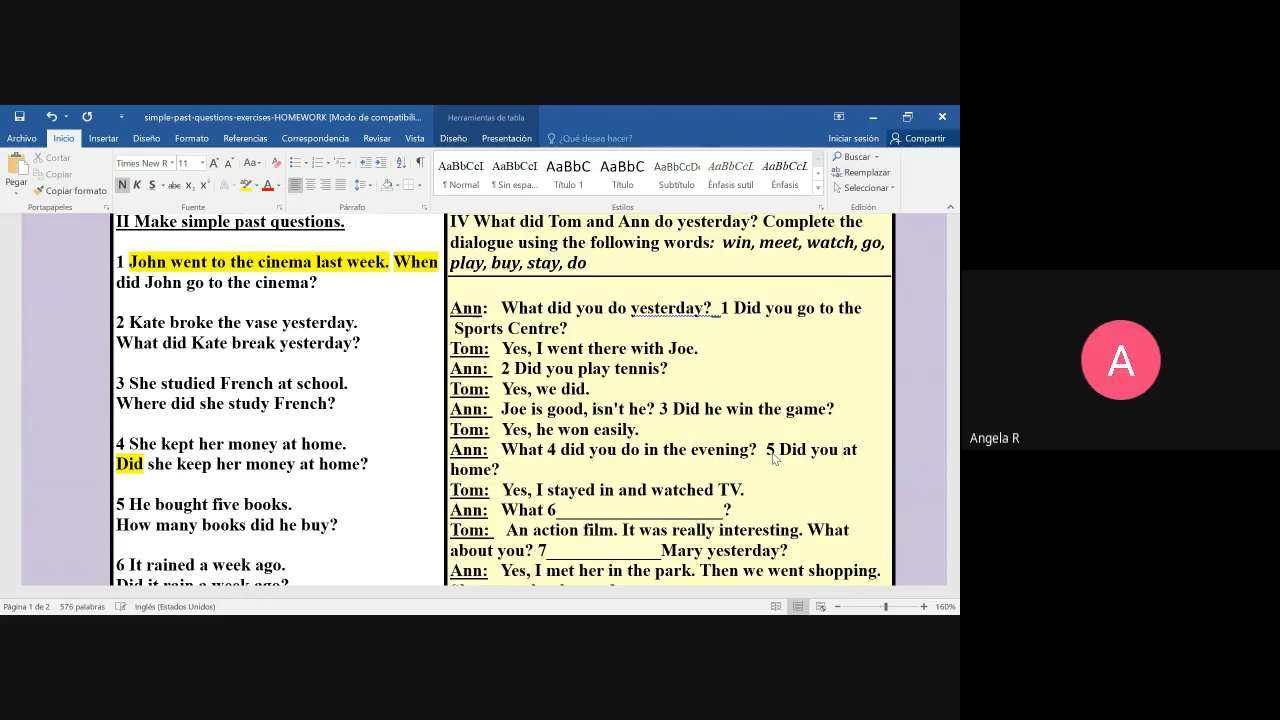 simple-past-questions-exercises-HOMEWORK [Modo de compatibili...
Herramientas de tabla
Archivo Inicio Insertar Diseño Formato Referencias Correspondencia Revisar Vista Diseño Presentación ¿Qué desea hacer? Iniciar sesión Compartir
Pegar
Cortar
Copiar
Copiar formato
Portapapeles
Times New R 11
N K S abc x₂ x² A
Fuente
Párrafo
AaBbCcI AaBbCcI AaBbC AaBbC AaBbCcDc AaBbCcL AaBbCcL
¶ Normal ¶ Sin espa... Título 1 Título Subtítulo Énfasis sutil Énfasis
Estilos
Buscar
Reemplazar
Seleccionar
Edición
II Make simple past questions.
1 John went to the cinema last week. When
did John go to the cinema?
2 Kate broke the vase yesterday.
What did Kate break yesterday?
3 She studied French at school.
Where did she study French?
4 She kept her money at home.
Did she keep her money at home?
5 He bought five books.
How many books did he buy?
6 It rained a week ago.
Did it rain a week ago?
IV What did Tom and Ann do yesterday? Complete the
dialogue using the following words: win, meet, watch, go,
play, buy, stay, do
Ann: What did you do yesterday?_1 Did you go to the
Sports Centre?
Tom: Yes, I went there with Joe.
Ann: 2 Did you play tennis?
Tom: Yes, we did.
Ann: Joe is good, isn't he? 3 Did he win the game?
Tom: Yes, he won easily.
Ann: What 4 did you do in the evening? 5 Did you at
home?
Tom: Yes, I stayed in and watched TV.
Ann: What 6____________________?
Tom: An action film. It was really interesting. What
about you? 7______________Mary yesterday?
Ann: Yes, I met her in the park. Then we went shopping.
Página 1 de 2 576 palabras Inglés (Estados Unidos) 160%
A
Angela R